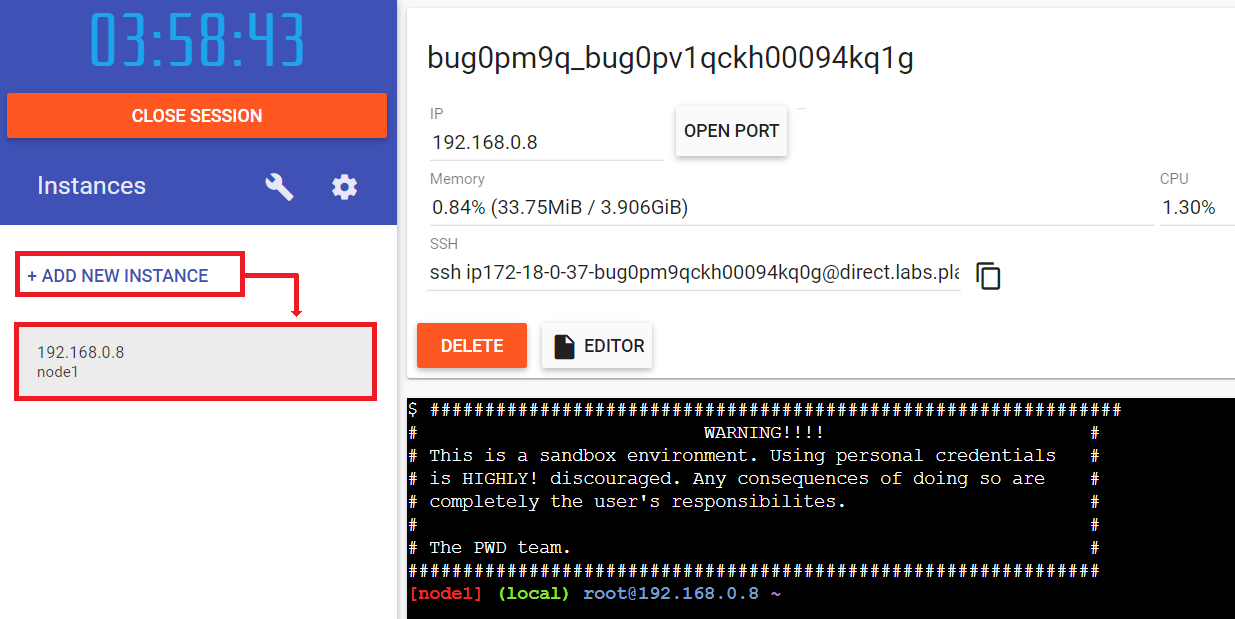 03:58:43
CLOSE SESSION
Instances
+ ADD NEW INSTANCE
192.168.0.8
node1
bug0pm9q_bug0pv1qckh00094kq1g
IP
192.168.0.8
OPEN PORT
Memory
0.84% (33.75MiB / 3.906GiB)
CPU
1.30%
SSH
ssh ip172-18-0-37-bug0pm9qckh00094kq0g@direct.labs.pla
DELETE
EDITOR
$ ###############################################################
# WARNING!!!! #
# This is a sandbox environment. Using personal credentials #
# is HIGHLY! discouraged. Any consequences of doing so are #
# completely the user's responsibilites. #
# #
# The PWD team. #
###############################################################
[node1] (local) root@192.168.0.8 ~